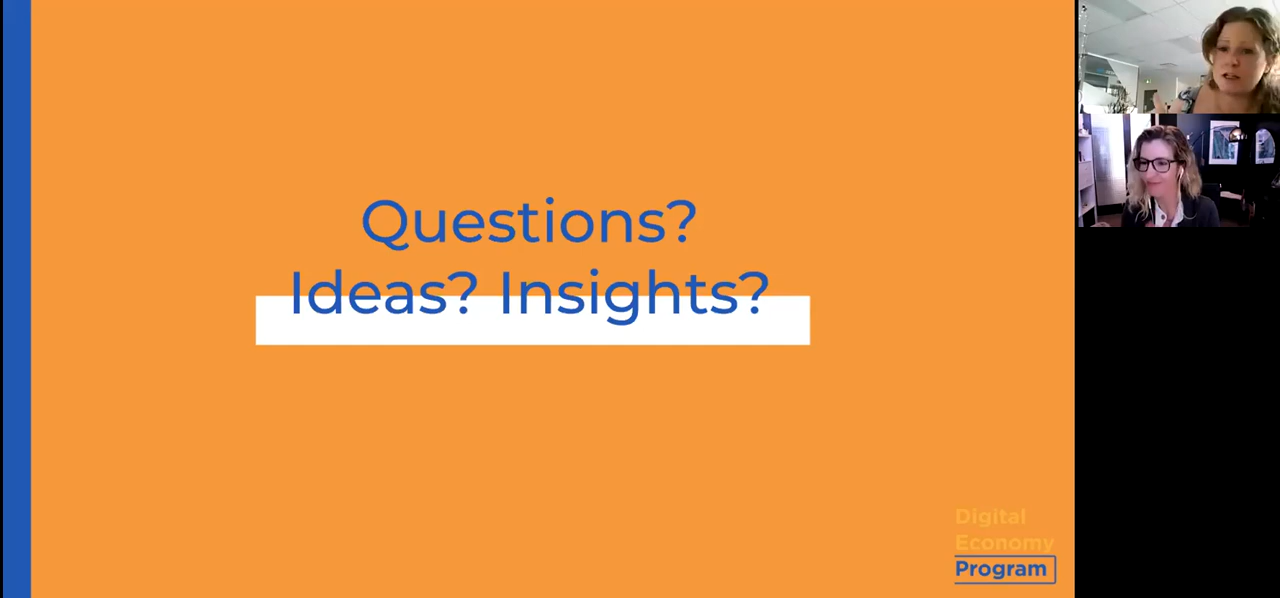 Questions?
Ideas? Insights?
Digital
Economy
Program